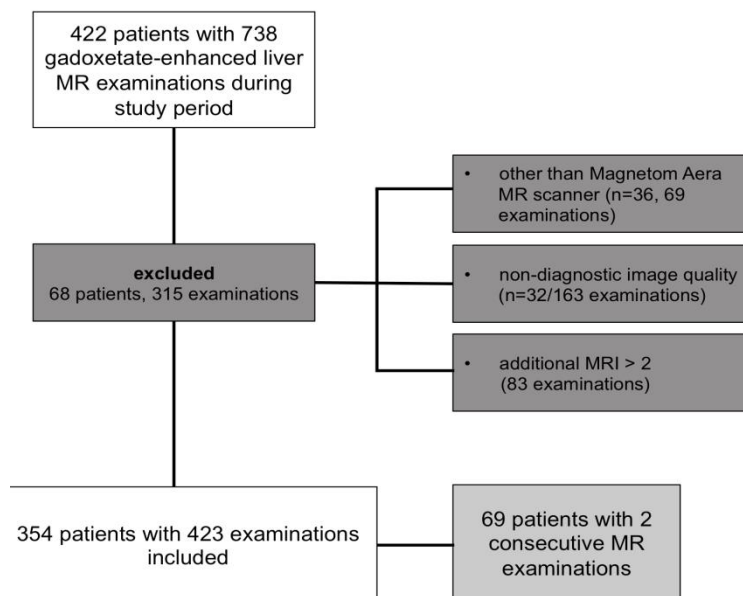 422 patients with 738
gadoxetate-enhanced liver
MR examinations during
study period
• other than Magnetom Aera
MR scanner (n=36, 69
examinations)
excluded
68 patients, 315 examinations
• non-diagnostic image quality
(n=32/163 examinations)
• additional MRI > 2
(83 examinations)
354 patients with 423 examinations
included
69 patients with 2
consecutive MR
examinations